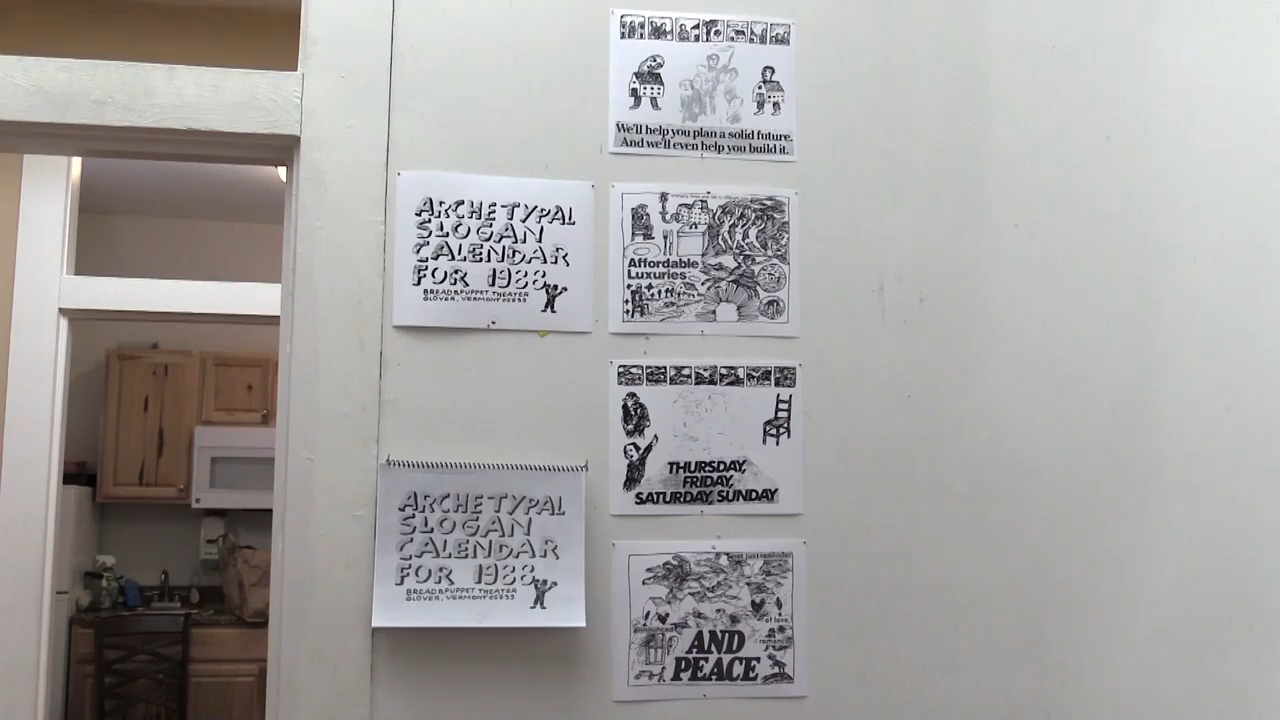 We'll help you plan a solid future.
And we'll even help you build it.
ARCHETYPAL
SLOGAN
CALENDAR
FOR 1988
BREAD & PUPPET THEATER
GLOVER, VERMONT 05839
Affordable
Luxuries
THURSDAY,
FRIDAY,
SATURDAY, SUNDAY
ARCHETYPAL
SLOGAN
CALENDAR
FOR 1988
BREAD & PUPPET THEATER
GLOVER, VERMONT 05839
not just reminder
of love,
announced
romance
AND
PEACE